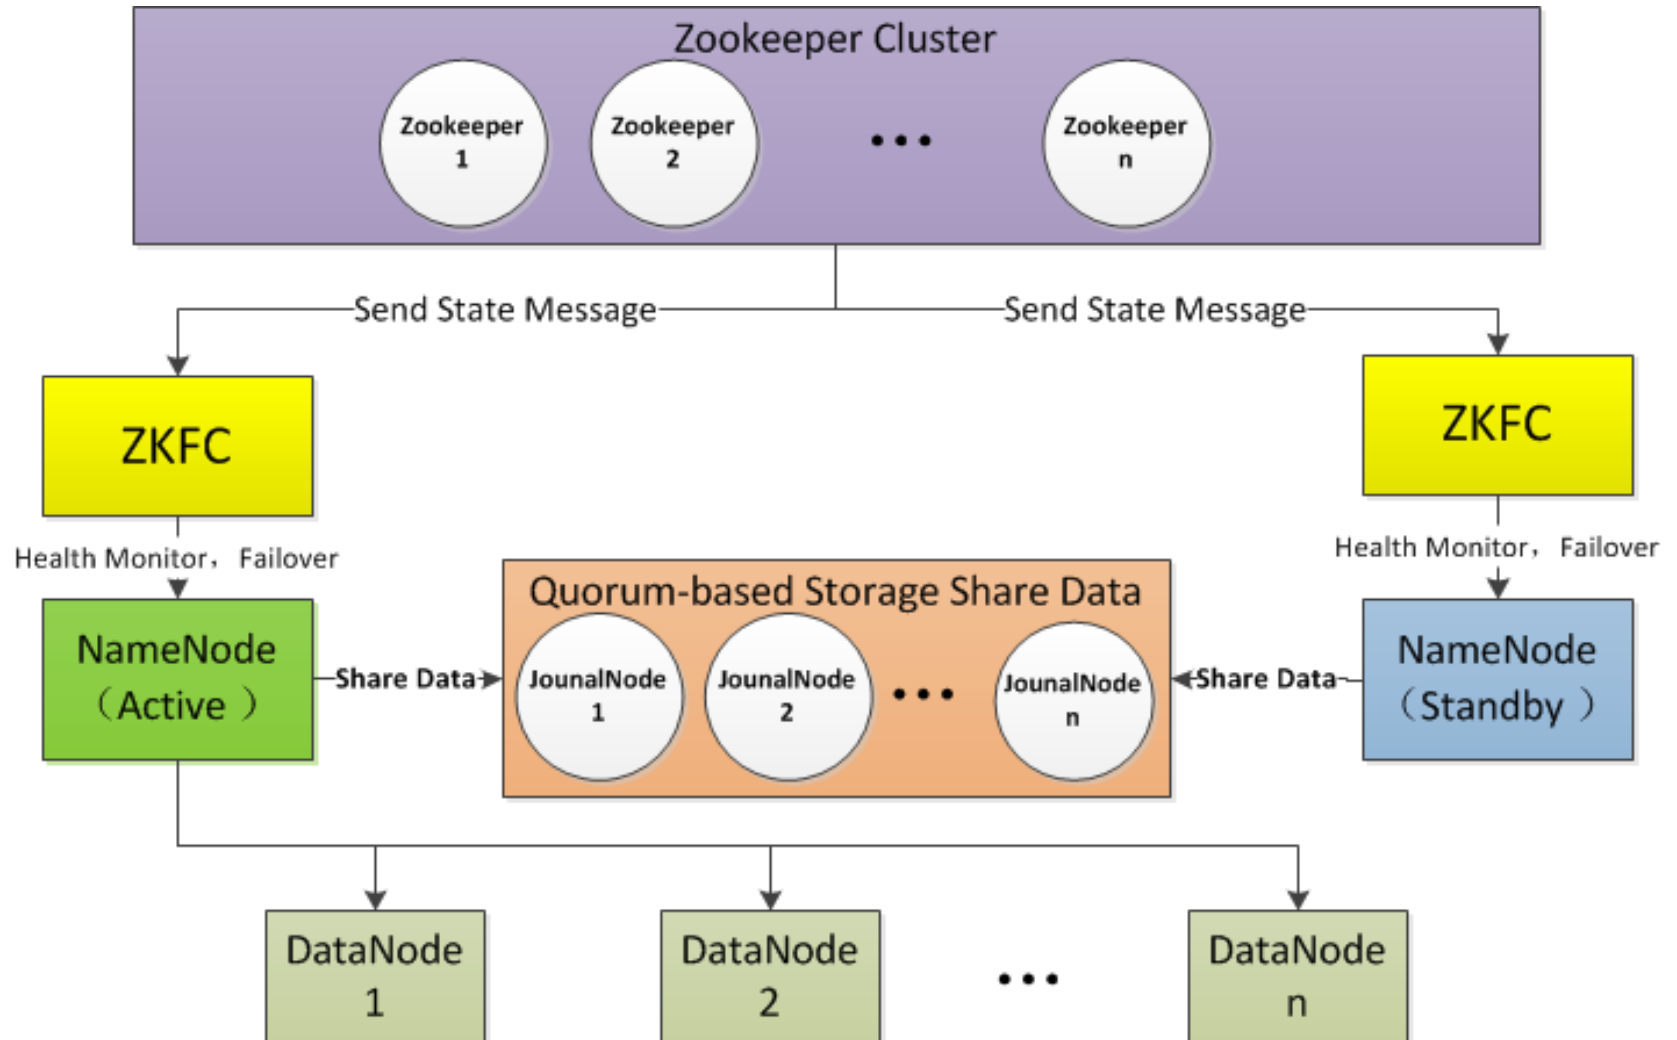 Zookeeper Cluster
Zookeeper
1
Zookeeper
2
...
Zookeeper
n
Send State Message
Send State Message
ZKFC
ZKFC
Health Monitor， Failover
Health Monitor， Failover
Quorum-based Storage Share Data
NameNode
（Active ）
Share Data
JounalNode
1
JounalNode
2
...
JounalNode
n
Share Data
NameNode
（Standby ）
DataNode
1
DataNode
2
...
DataNode
n